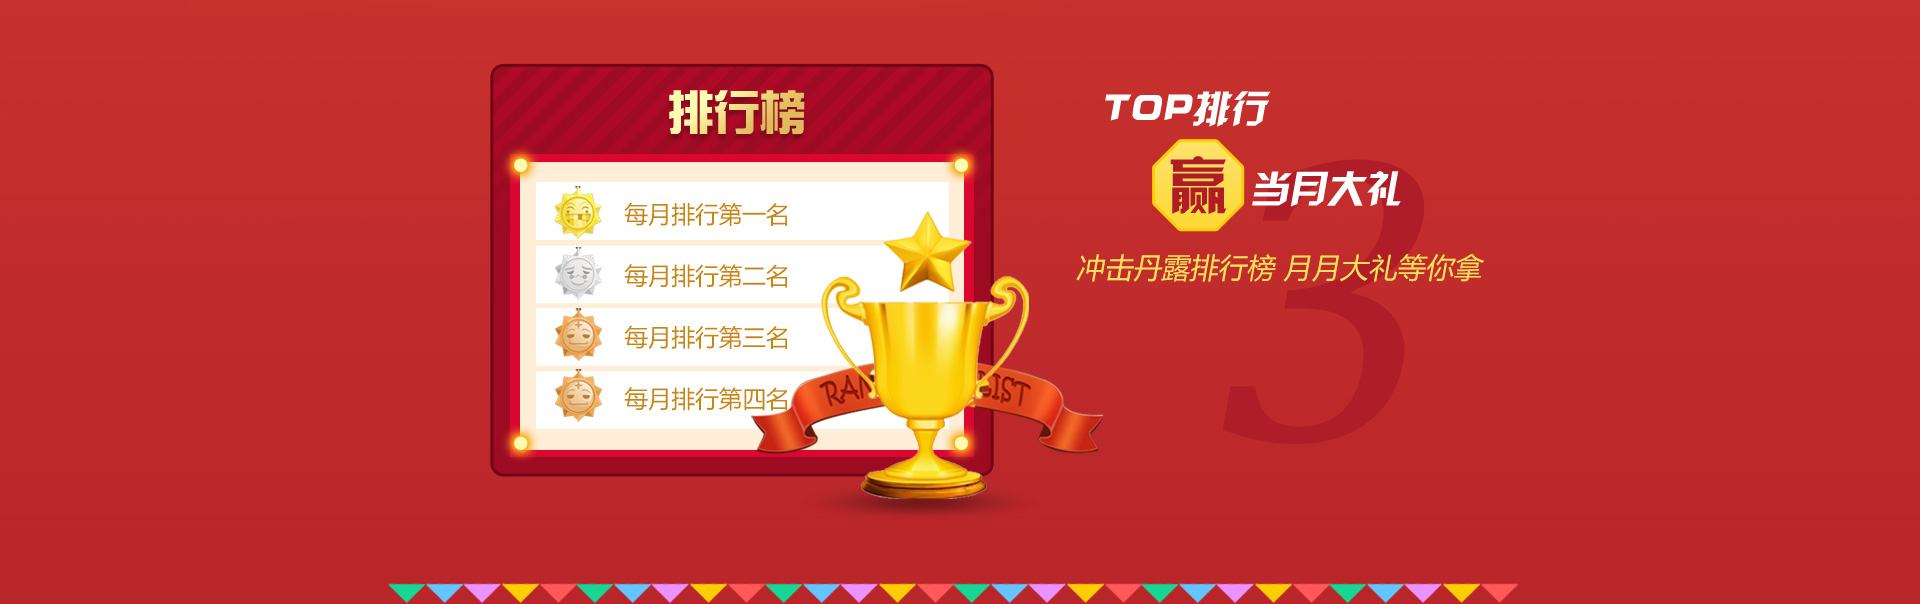 排行榜
每月排行第一名
每月排行第二名
每月排行第三名
每月排行第四名
TOP排行
赢 当月大礼
冲击丹露排行榜 月月大礼等你拿
3